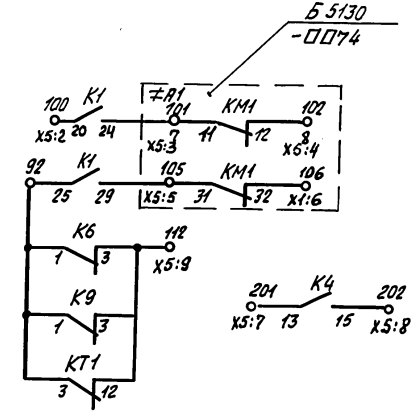 Б 5130
-□□74
≠A1
100 K1 101 KM1 102
X5:2 20 24 X5:3 7 11 12 8 X5:4
92 K1 105 KM1 106
25 29 X5:5 31 32 X1:6
K6 112
1 3 X5:9
K9
1 3
KT1
3 12
201 K4 202
X5:7 13 15 X5:8